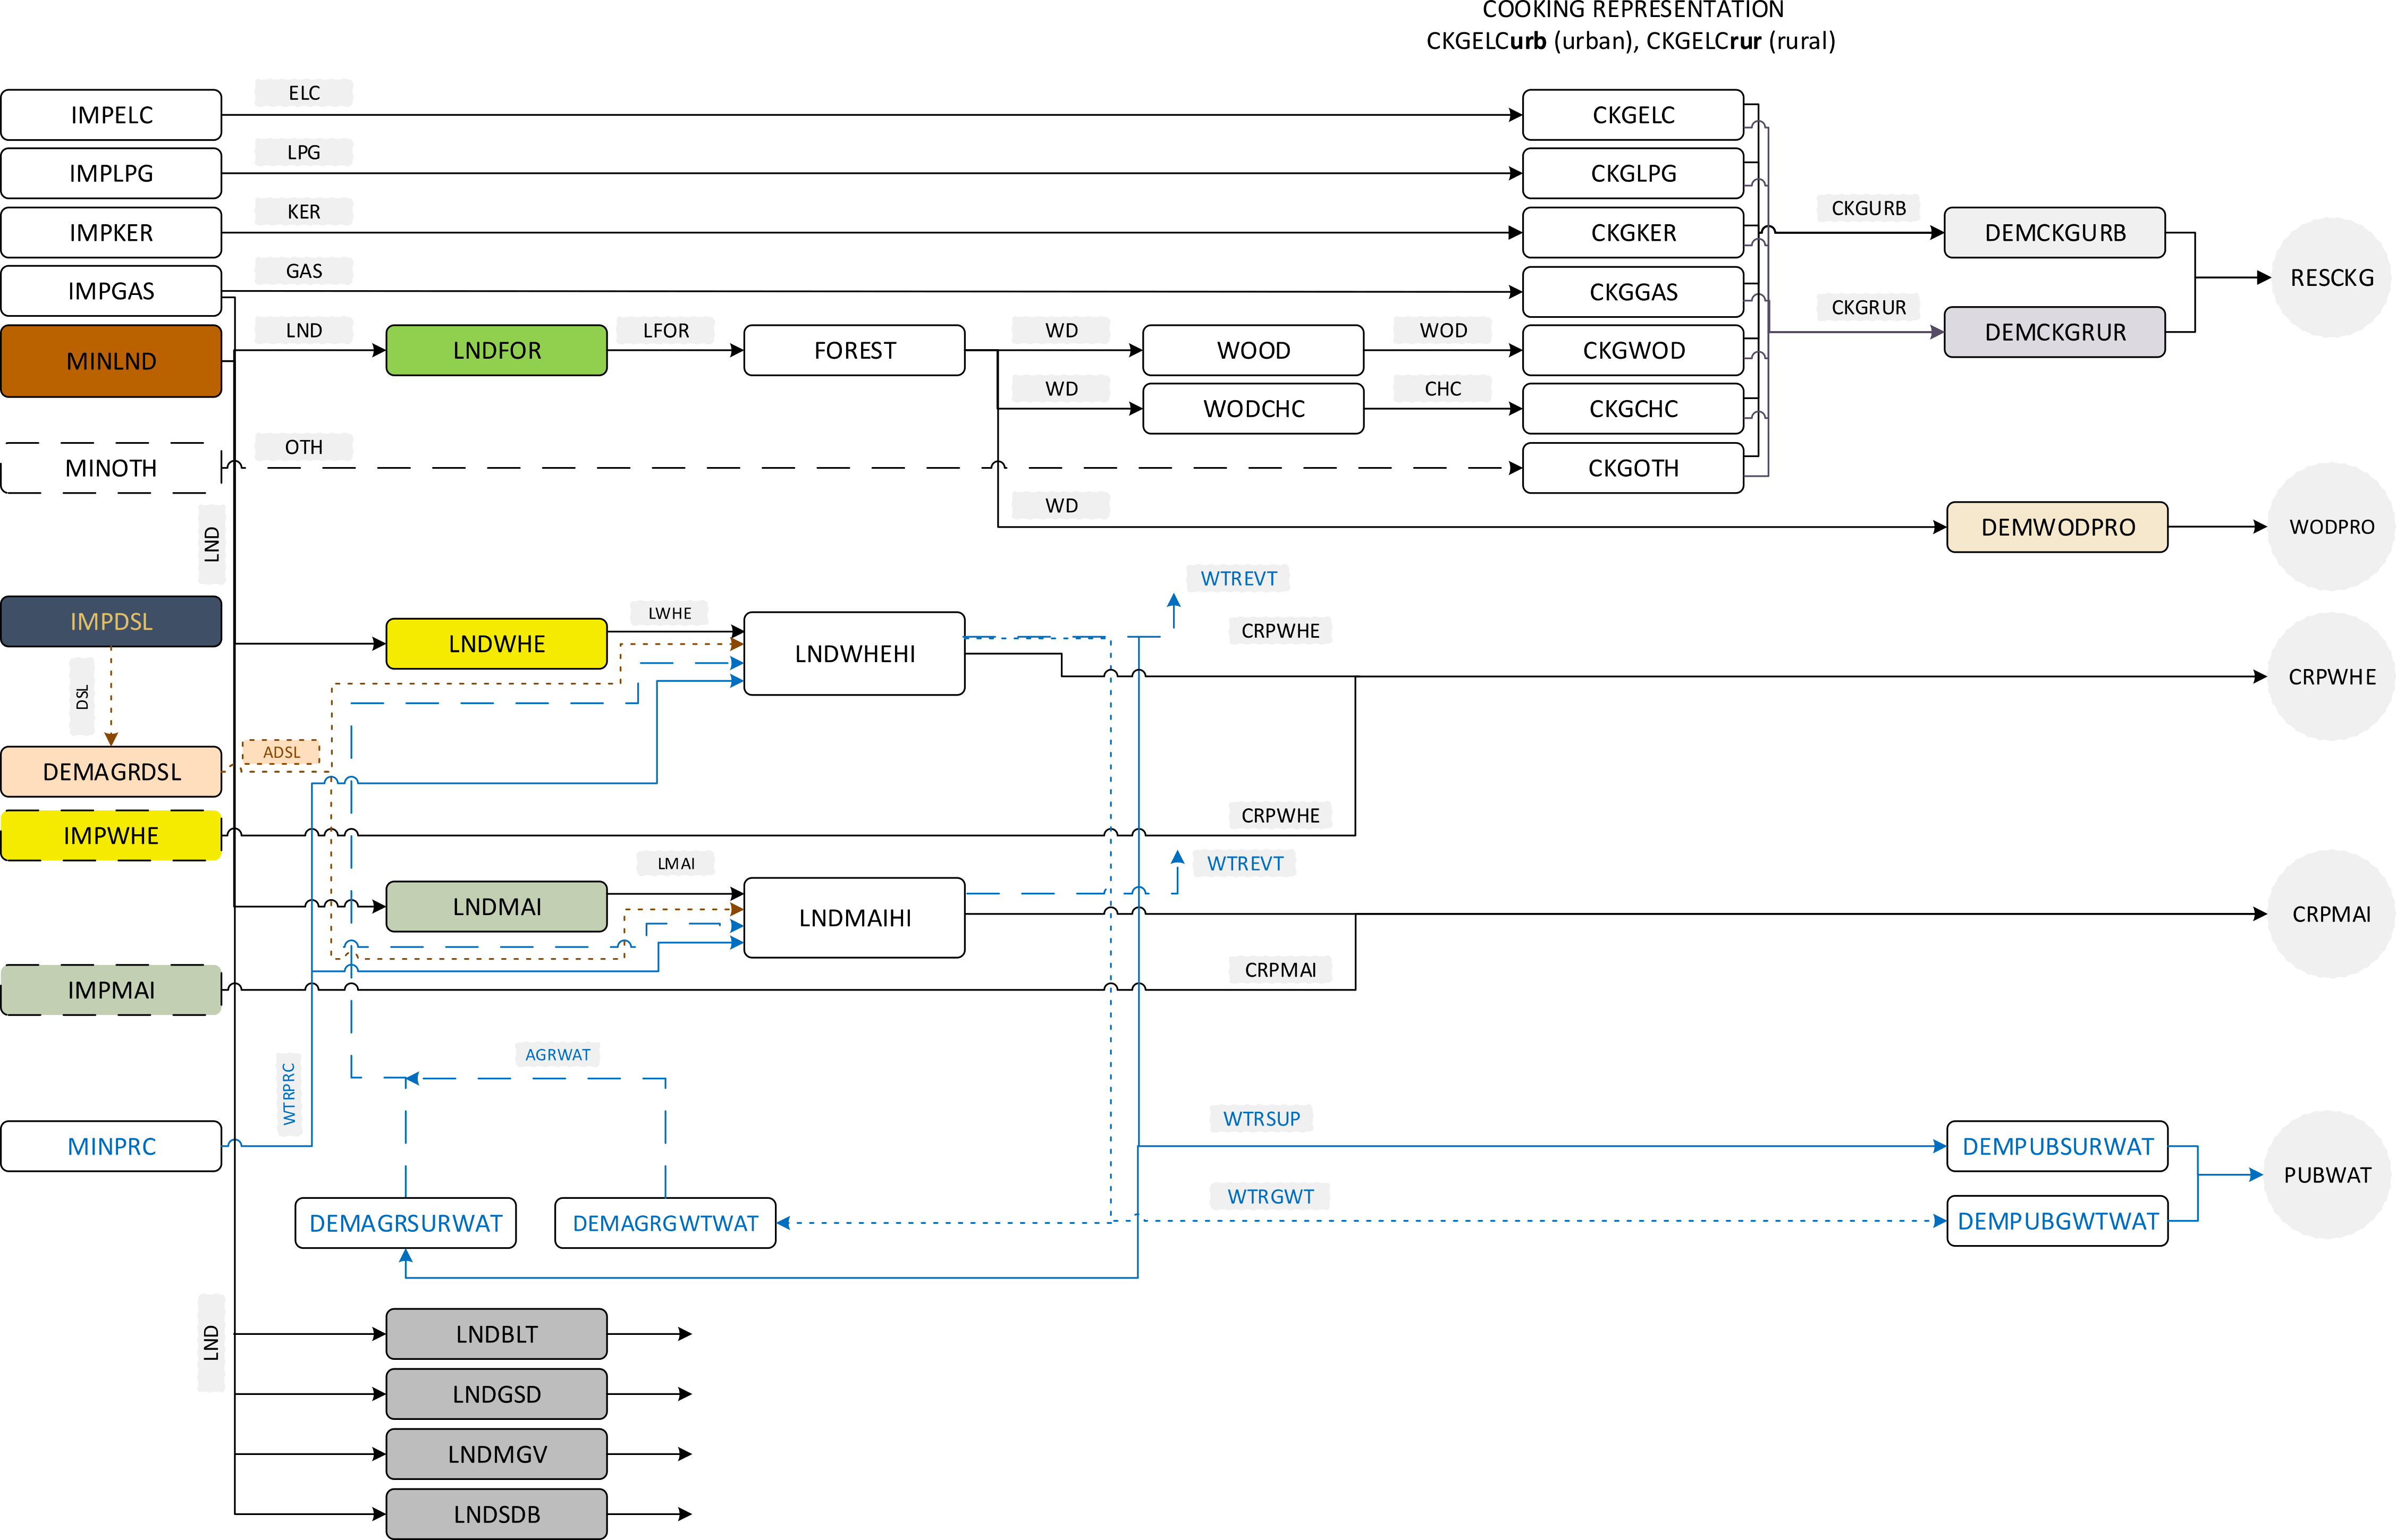 COOKING REPRESENTATION
CKGELCurb (urban), CKGELCrur (rural)
IMPELC
ELC
CKGELC
IMPLPG
LPG
CKGLPG
IMPKER
KER
CKGKER
CKGURB
DEMCKGURB
IMPGAS
GAS
CKGGAS
RESCKG
CKGRUR
DEMCKGRUR
MINLND
LND
LNDFOR
LFOR
FOREST
WD
WOOD
WOD
CKGWOD
WD
WODCHC
CHC
CKGCHC
MINOTH
OTH
CKGOTH
WD
DEMWODPRO
WODPRO
LND
IMPDSL
WTREVT
LNDWHE
LWHE
LNDWHEHI
CRPWHE
CRPWHE
DSL
DEMAGRDSL
ADSL
IMPWHE
CRPWHE
LNDMAI
LMAI
LNDMAIHI
WTREVT
CRPMAI
IMPMAI
CRPMAI
AGRWAT
WTRPRC
MINPRC
WTRSUP
DEMPUBSURWAT
PUBWAT
DEMAGRSURWAT
DEMAGRGWTWAT
WTRGWT
DEMPUBGWTWAT
LND
LNDBLT
LNDGSD
LNDMGV
LNDSDB